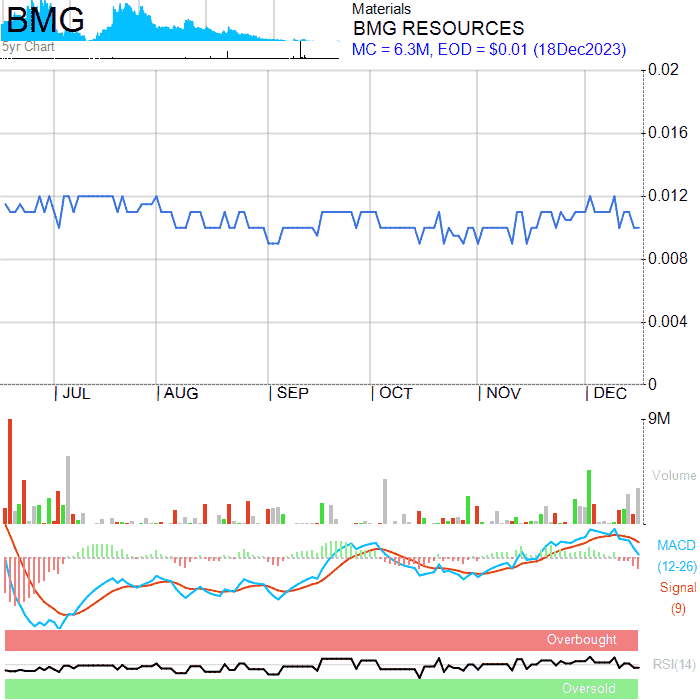 BMG
5yr Chart
Materials
BMG RESOURCES
MC = 6.3M, EOD = $0.01 (18Dec2023)
0.02
0.016
0.012
0.008
0.004
0
JUL
AUG
SEP
OCT
NOV
DEC
9M
Volume
MACD
(12-26)
Signal
(9)
Overbought
RSI(14)
Oversold